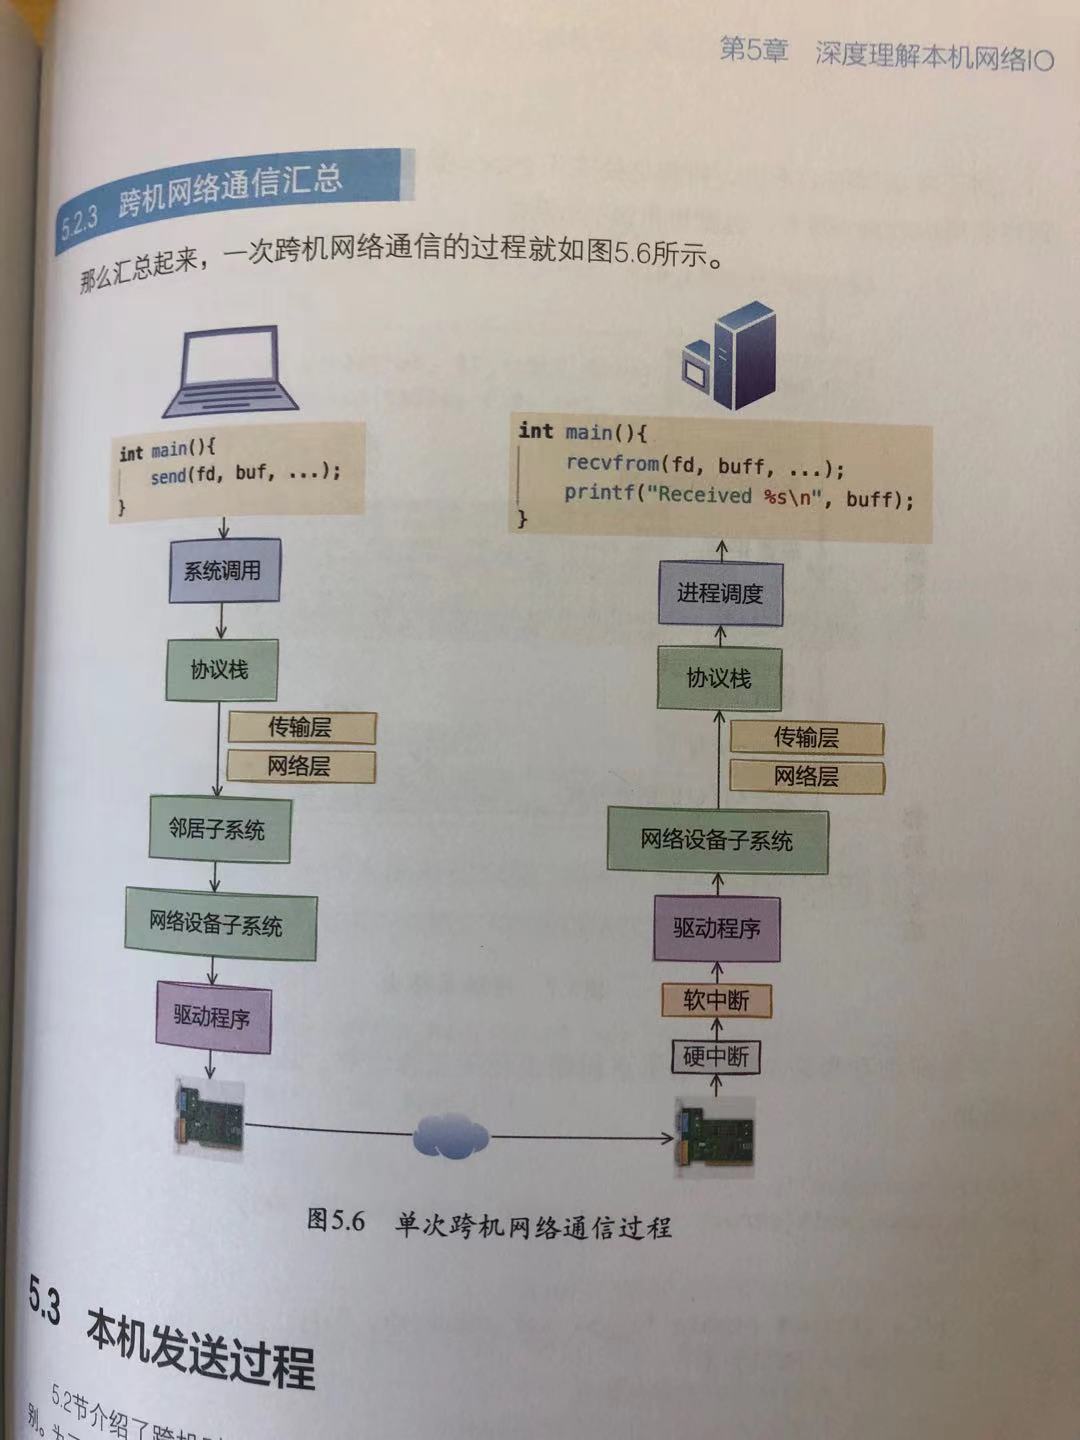 第5章 深度理解本机网络IO
5.2.3 跨机网络通信汇总
那么汇总起来，一次跨机网络通信的过程就如图5.6所示。
int main(){
send(fd, buf, ...);
}
系统调用
协议栈
传输层
网络层
邻居子系统
网络设备子系统
驱动程序
int main(){
recvfrom(fd, buff, ...);
printf("Received %s\n", buff);
}
进程调度
协议栈
传输层
网络层
网络设备子系统
驱动程序
软中断
硬中断
图5.6 单次跨机网络通信过程
5.3 本机发送过程
5.2节介绍了跨机
别。为